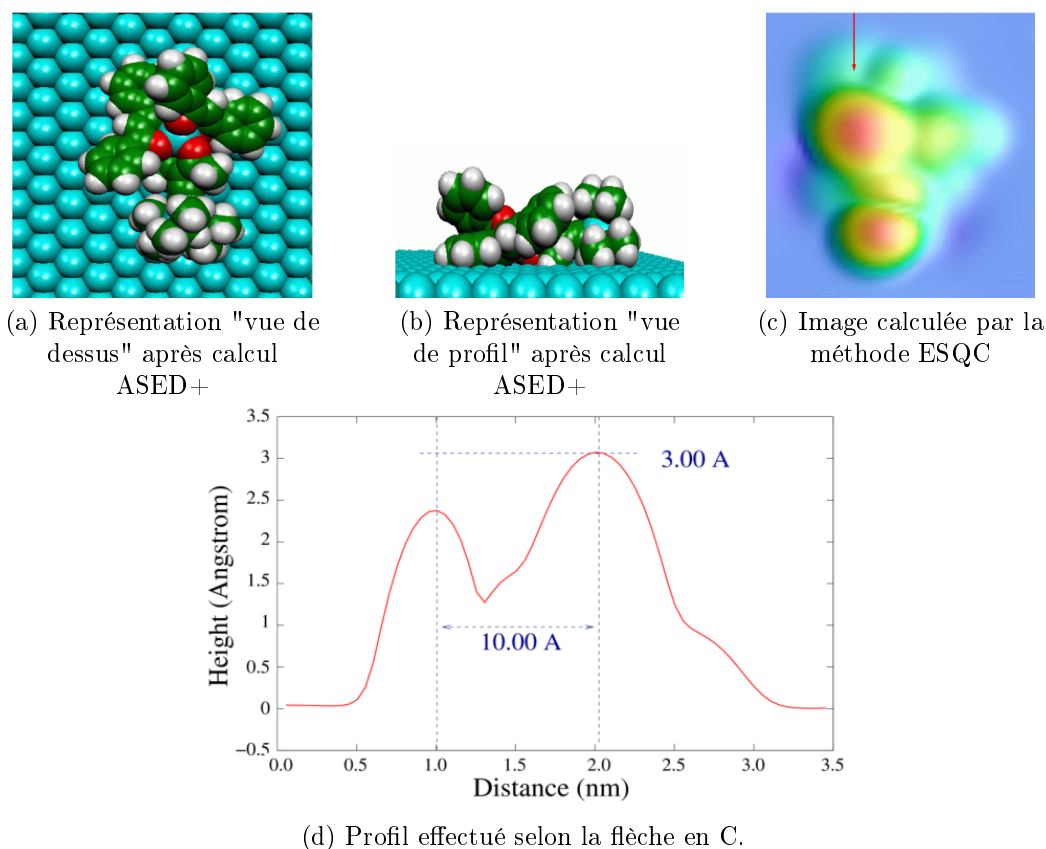 (a) Représentation "vue de
dessus" après calcul
ASED+
(b) Représentation "vue
de profil" après calcul
ASED+
(c) Image calculée par la
méthode ESQC
3.5
3
2.5
2
1.5
1
0.5
0
−0.5
Height (Angstrom)
3.00 A
10.00 A
0.0 0.5 1.0 1.5 2.0 2.5 3.0 3.5
Distance (nm)
(d) Profil effectué selon la flèche en C.